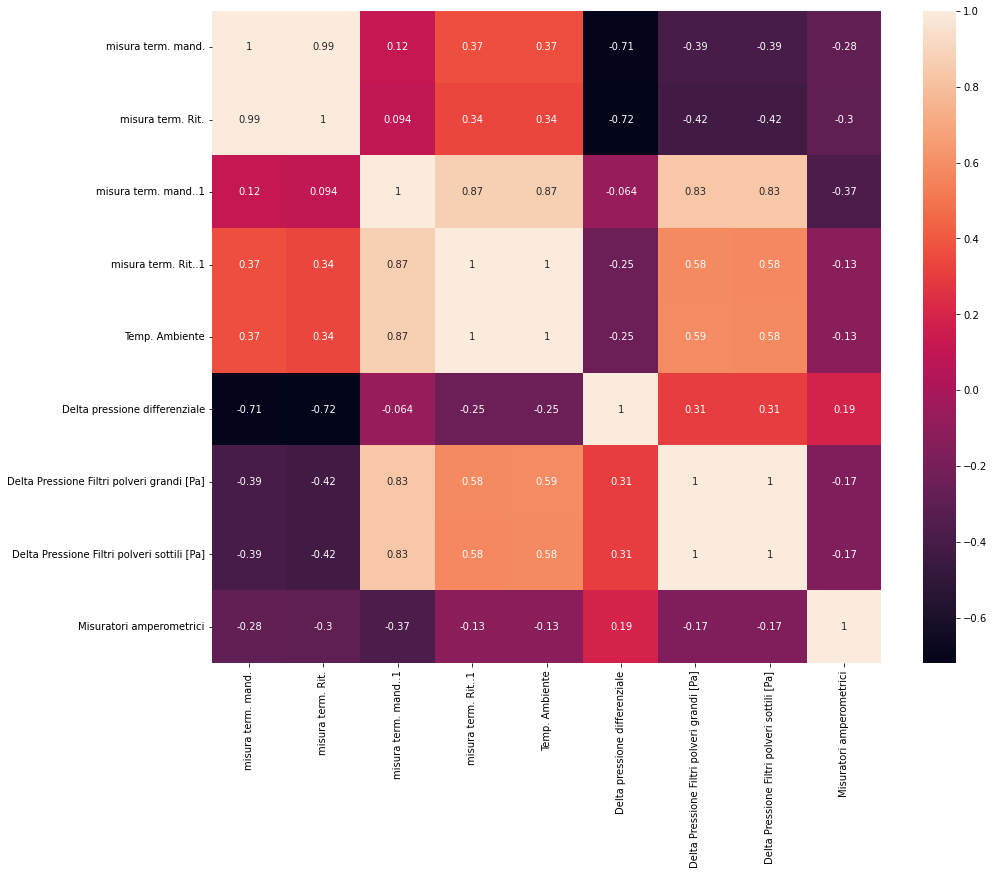 misura term. mand. 1 0.99 0.12 0.37 0.37 -0.71 -0.39 -0.39 -0.28
misura term. Rit. 0.99 1 0.094 0.34 0.34 -0.72 -0.42 -0.42 -0.3
misura term. mand..1 0.12 0.094 1 0.87 0.87 -0.064 0.83 0.83 -0.37
misura term. Rit..1 0.37 0.34 0.87 1 1 -0.25 0.58 0.58 -0.13
Temp. Ambiente 0.37 0.34 0.87 1 1 -0.25 0.59 0.58 -0.13
Delta pressione differenziale -0.71 -0.72 -0.064 -0.25 -0.25 1 0.31 0.31 0.19
Delta Pressione Filtri polveri grandi [Pa] -0.39 -0.42 0.83 0.58 0.59 0.31 1 1 -0.17
Delta Pressione Filtri polveri sottili [Pa] -0.39 -0.42 0.83 0.58 0.58 0.31 1 1 -0.17
Misuratori amperometrici -0.28 -0.3 -0.37 -0.13 -0.13 0.19 -0.17 -0.17 1
misura term. mand.
misura term. Rit.
misura term. mand..1
misura term. Rit..1
Temp. Ambiente
Delta pressione differenziale
Delta Pressione Filtri polveri grandi [Pa]
Delta Pressione Filtri polveri sottili [Pa]
Misuratori amperometrici
1.0
0.8
0.6
0.4
0.2
0.0
−0.2
−0.4
−0.6